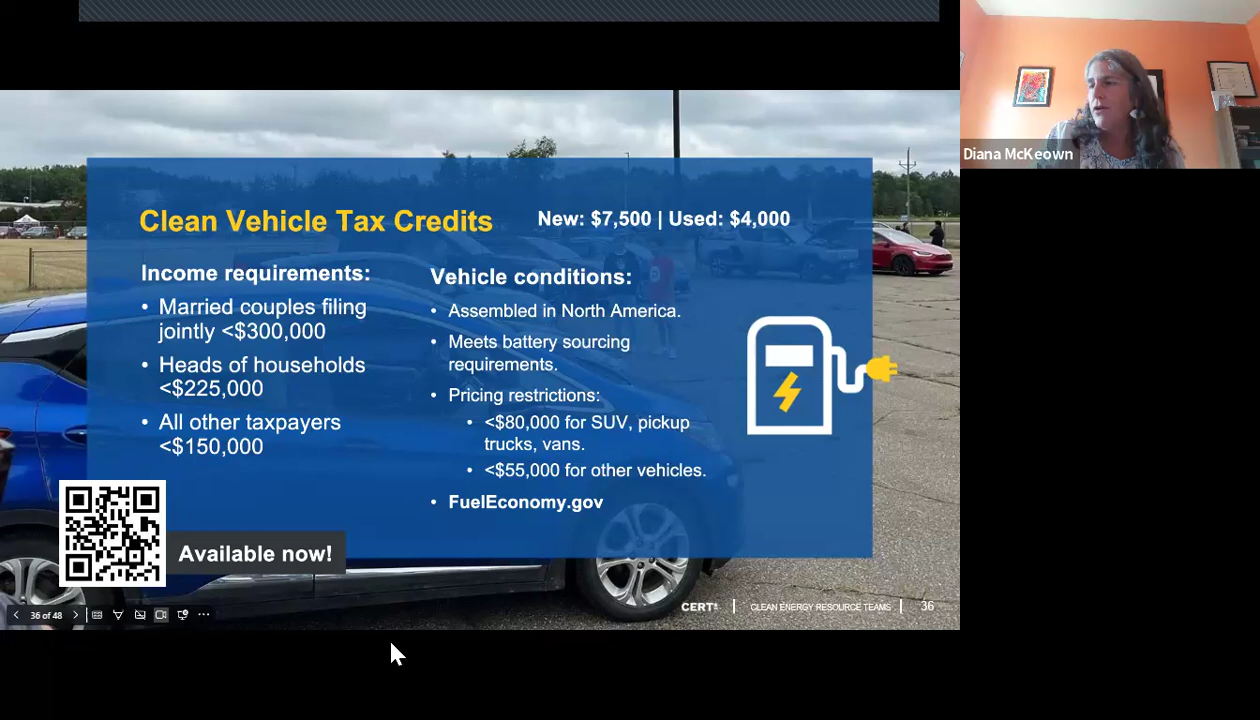 Diana McKeown
Clean Vehicle Tax Credits
New: $7,500 | Used: $4,000
Income requirements:
• Married couples filing
jointly <$300,000
• Heads of households
<$225,000
• All other taxpayers
<$150,000
Vehicle conditions:
• Assembled in North America.
• Meets battery sourcing
requirements.
• Pricing restrictions:
• <$80,000 for SUV, pickup
trucks, vans.
• <$55,000 for other vehicles.
• FuelEconomy.gov
Available now!
36 of 48
CERTs | CLEAN ENERGY RESOURCE TEAMS | 36